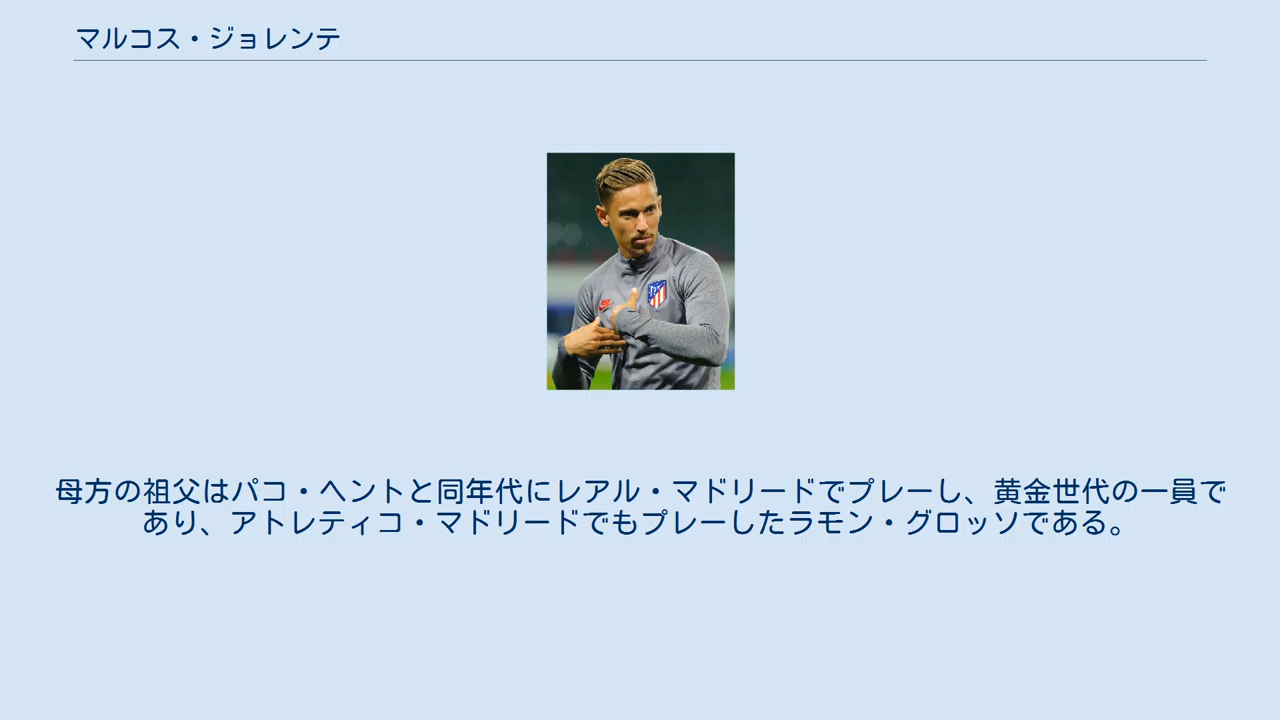 マルコス・ジョレンテ
母方の祖父はパコ・ヘントと同年代にレアル・マドリードでプレーし、黄金世代の一員で
あり、アトレティコ・マドリードでもプレーしたラモン・グロッソである。